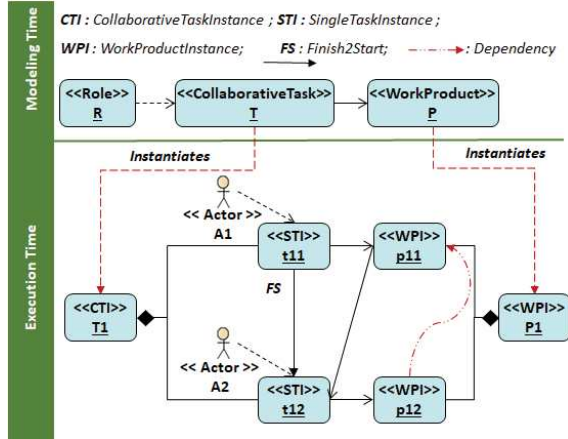 CTI : CollaborativeTaskInstance ; STI : SingleTaskInstance
WPI : WorkProductInstance; FS : Finish2Start; : Dependency
Modeling Time
<<Role>>
R
<<CollaborativeTask>>
T
<<WorkProduct>>
P
Instantiates
Instantiates
Execution Time
<< Actor >>
A1
<<STI>>
t11
<<WPI>>
p11
FS
<<CTI>>
T1
<<WPI>>
P1
<< Actor >>
A2
<<STI>>
t12
<<WPI>>
p12